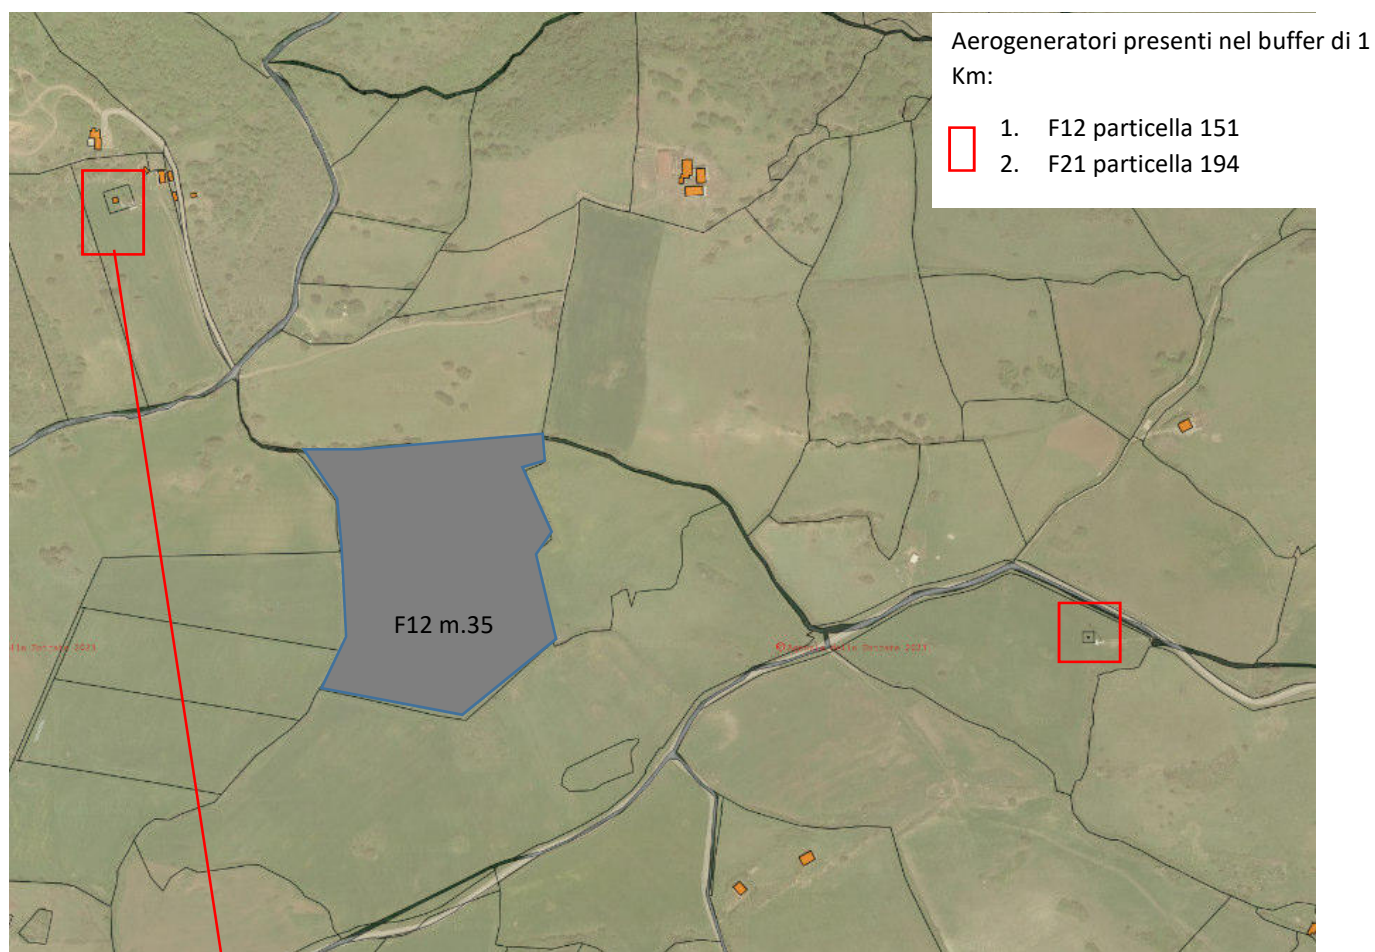 Aerogeneratori presenti nel buffer di 1
Km:
1. F12 particella 151
2. F21 particella 194
F12 m.35